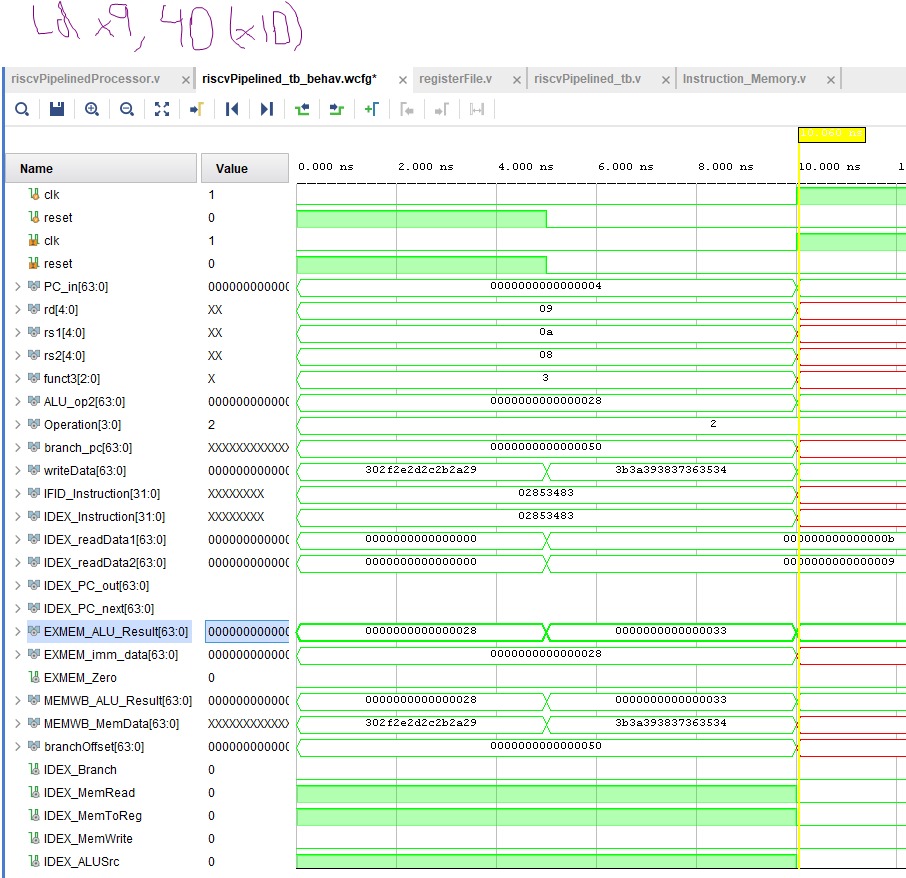 Ld x9, 40(x10)
riscvPipelinedProcessor.v × riscvPipelined_tb_behav.wcfg* × registerFile.v × riscvPipelined_tb.v × Instruction_Memory.v ×
Name Value 0.000 ns 2.000 ns 4.000 ns 6.000 ns 8.000 ns 10.000 ns 1
clk 1
reset 0
clk 1
reset 0
PC_in[63:0] 000000000000 0000000000000004
rd[4:0] XX 09
rs1[4:0] XX 0a
rs2[4:0] XX 08
funct3[2:0] X 3
ALU_op2[63:0] 000000000000 0000000000000028
Operation[3:0] 2 2
branch_pc[63:0] XXXXXXXXXXXX 0000000000000050
writeData[63:0] 000000000000 302f2e2d2c2b2a29 3b3a393837363534
IFID_Instruction[31:0] XXXXXXXX 02853483
IDEX_Instruction[31:0] XXXXXXXX 02853483
IDEX_readData1[63:0] 000000000000 0000000000000000 000000000000000b
IDEX_readData2[63:0] 000000000000 0000000000000000 0000000000000009
IDEX_PC_out[63:0]
IDEX_PC_next[63:0]
EXMEM_ALU_Result[63:0] 000000000000 0000000000000028 0000000000000033
EXMEM_imm_data[63:0] 000000000000 0000000000000028
EXMEM_Zero 0
MEMWB_ALU_Result[63:0] 000000000000 0000000000000028 0000000000000033
MEMWB_MemData[63:0] XXXXXXXXXXXX 302f2e2d2c2b2a29 3b3a393837363534
branchOffset[63:0] 000000000000 0000000000000050
IDEX_Branch 0
IDEX_MemRead 0
IDEX_MemToReg 0
IDEX_MemWrite 0
IDEX_ALUSrc 0